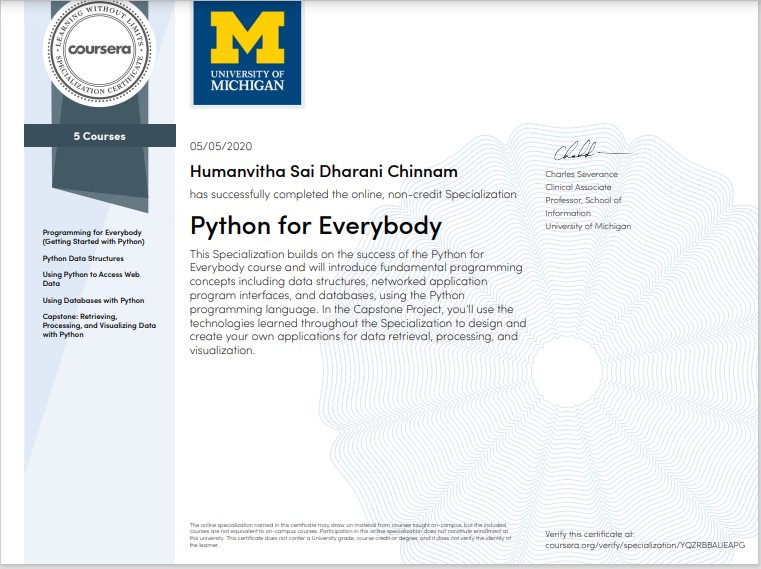 LEARNING WITHOUT LIMITS
coursera
SPECIALIZATION CERTIFICATE
M
UNIVERSITY OF
MICHIGAN
5 Courses
Programming for Everybody
(Getting Started with Python)
Python Data Structures
Using Python to Access Web
Data
Using Databases with Python
Capstone: Retrieving,
Processing, and Visualizing Data
with Python
05/05/2020
Humanvitha Sai Dharani Chinnam
has successfully completed the online, non-credit Specialization
Python for Everybody
This Specialization builds on the success of the Python for
Everybody course and will introduce fundamental programming
concepts including data structures, networked application
program interfaces, and databases, using the Python
programming language. In the Capstone Project, you'll use the
technologies learned throughout the Specialization to design and
create your own applications for data retrieval, processing, and
visualization.
Charles Severance
Clinical Associate
Professor, School of
Information
University of Michigan
The online specialization named in this certificate may draw on material from courses taught on-campus, but the included
courses are not equivalent to on-campus courses. Participation in this online specialization does not constitute enrollment at
this university. This certificate does not confer a University grade, course credit or degree, and it does not verify the identity of
the learner.
Verify this certificate at:
coursera.org/verify/specialization/YQZRBBAUEAPG